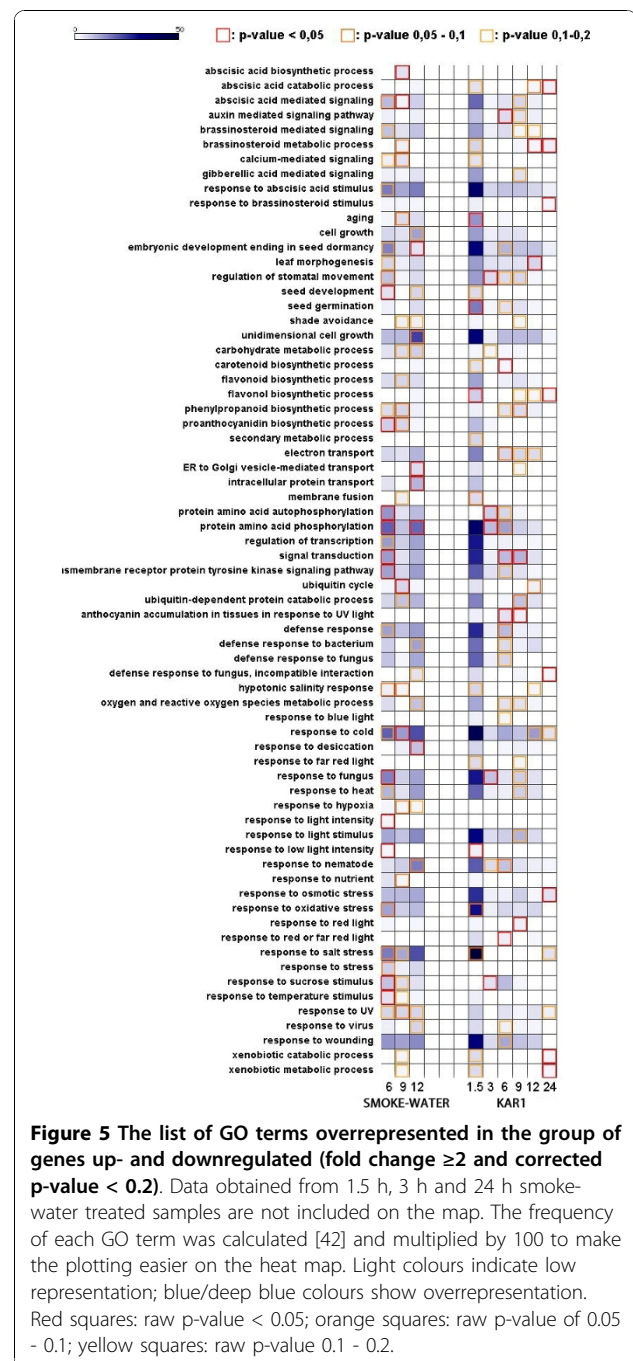 0 50
: p-value < 0,05 : p-value 0,05 - 0,1 : p-value 0,1-0,2
abscisic acid biosynthetic process
abscisic acid catabolic process
abscisic acid mediated signaling
auxin mediated signaling pathway
brassinosteroid mediated signaling
brassinosteroid metabolic process
calcium-mediated signaling
gibberellic acid mediated signaling
response to abscisic acid stimulus
response to brassinosteroid stimulus
aging
cell growth
embryonic development ending in seed dormancy
leaf morphogenesis
regulation of stomatal movement
seed development
seed germination
shade avoidance
unidimensional cell growth
carbohydrate metabolic process
carotenoid biosynthetic process
flavonoid biosynthetic process
flavonol biosynthetic process
phenylpropanoid biosynthetic process
proanthocyanidin biosynthetic process
secondary metabolic process
electron transport
ER to Golgi vesicle-mediated transport
intracellular protein transport
membrane fusion
protein amino acid autophosphorylation
protein amino acid phosphorylation
regulation of transcription
signal transduction
ısmembrane receptor protein tyrosine kinase signaling pathway
ubiquitin cycle
ubiquitin-dependent protein catabolic process
anthocyanin accumulation in tissues in response to UV light
defense response
defense response to bacterium
defense response to fungus
defense response to fungus, incompatible interaction
hypotonic salinity response
oxygen and reactive oxygen species metabolic process
response to blue light
response to cold
response to desiccation
response to far red light
response to fungus
response to heat
response to hypoxia
response to light intensity
response to light stimulus
response to low light intensity
response to nematode
response to nutrient
response to osmotic stress
response to oxidative stress
response to red light
response to red or far red light
response to salt stress
response to stress
response to sucrose stimulus
response to temperature stimulus
response to UV
response to virus
response to wounding
xenobiotic catabolic process
xenobiotic metabolic process
6 9 12 1.5 3 6 9 12 24
SMOKE-WATER KAR1
Figure 5 The list of GO terms overrepresented in the group of
genes up- and downregulated (fold change ≥2 and corrected
p-value < 0.2). Data obtained from 1.5 h, 3 h and 24 h smoke-
water treated samples are not included on the map. The frequency
of each GO term was calculated [42] and multiplied by 100 to make
the plotting easier on the heat map. Light colours indicate low
representation; blue/deep blue colours show overrepresentation.
Red squares: raw p-value < 0.05; orange squares: raw p-value of 0.05
- 0.1; yellow squares: raw p-value 0.1 - 0.2.